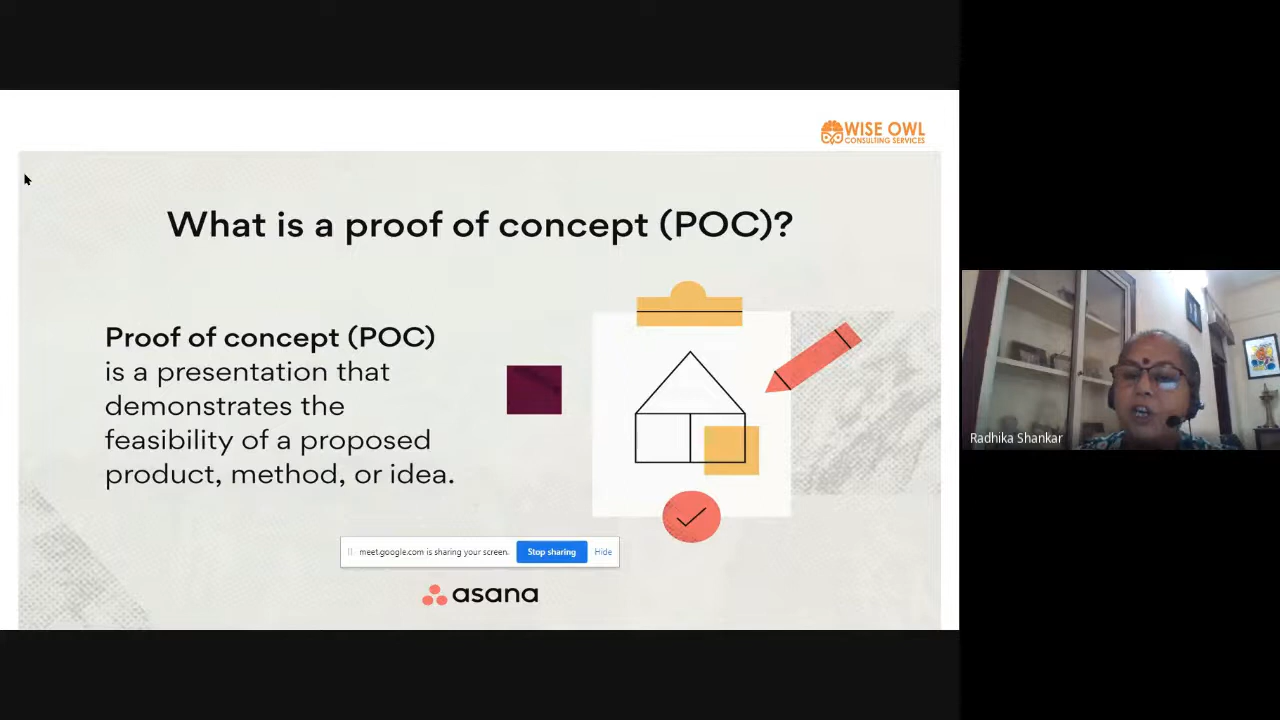 WISE OWL
CONSULTING SERVICES
What is a proof of concept (POC)?
Proof of concept (POC)
is a presentation that
demonstrates the
feasibility of a proposed
product, method, or idea.
meet.google.com is sharing your screen.
Stop sharing
Hide
asana
Radhika Shankar